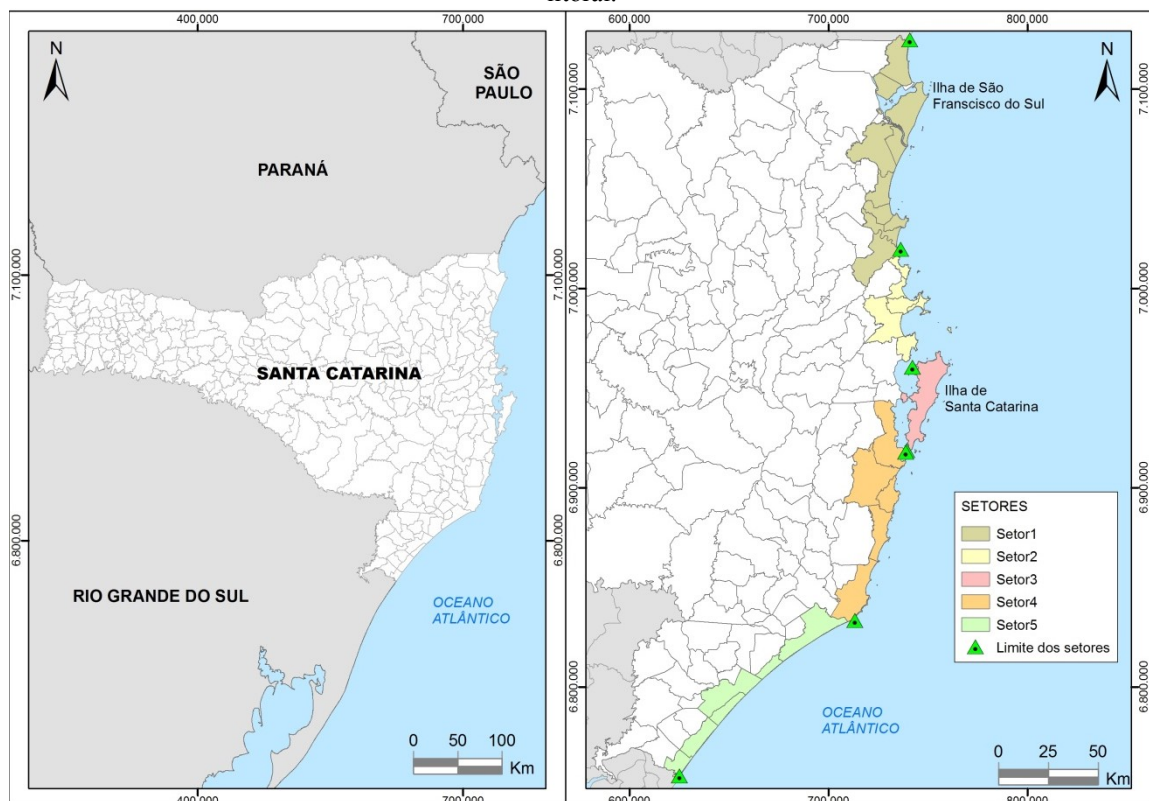 litoral.
400,000
700,000
N
SÃO
PAULO
PARANÁ
7.100.000
7.100.000
SANTA CATARINA
6.800.000
6.800.000
RIO GRANDE DO SUL
OCEANO
ATLÂNTICO
0 50 100
Km
400,000
700,000
600,000
700,000
800,000
N
Ilha de São
Franscisco do Sul
7.100.000
7.100.000
7.000.000
7.000.000
Ilha de
Santa Catarina
6.900.000
6.900.000
SETORES
Setor1
Setor2
Setor3
Setor4
Setor5
Limite dos setores
6.800.000
6.800.000
OCEANO
ATLÂNTICO
0 25 50
Km
600,000
700,000
800,000